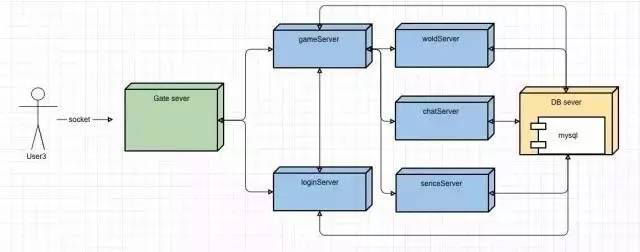 gameServer
woldServer
Gate sever
DB sever
chatServer
socket
mysql
User3
loginServer
senceServer